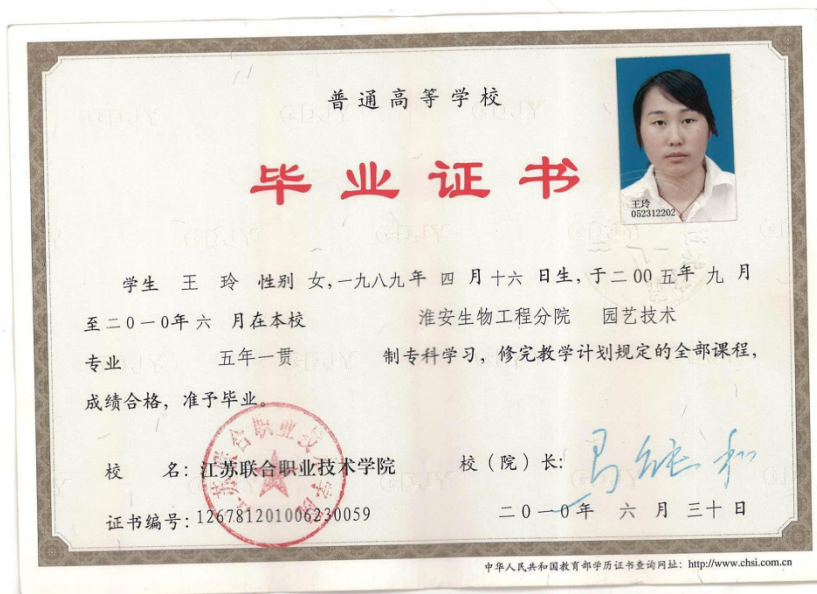 普通高等学校
毕业证书
王玲
052312202
学生 王 玲 性别 女,一九八九年 四 月 十六 日生,于二00五年 九 月
至二0一0年 六 月在本校 淮安生物工程分院 园艺技术
专业 五年一贯 制专科学习，修完教学计划规定的全部课程，
成绩合格，准予毕业。
校 名：江苏联合职业技术学院
校（院）长：
证书编号：126781201006230059
二0一0年 六 月 三十 日
中华人民共和国教育部学历证书查询网址：http://www.chsi.com.cn